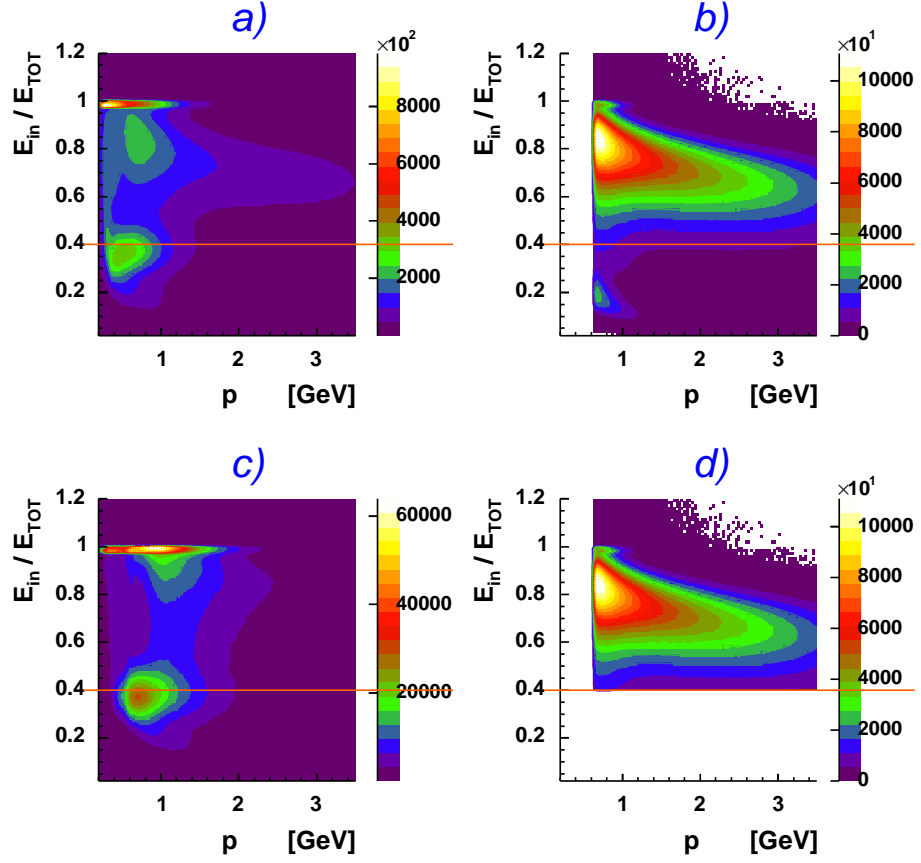 a)
b)
×10²
×10¹
E_in / E_TOT
1.2
1
0.8
0.6
0.4
0.2
1 2 3
p [GeV]
8000
6000
4000
2000
E_in / E_TOT
1.2
1
0.8
0.6
0.4
0.2
1 2 3
p [GeV]
10000
8000
6000
4000
2000
0
c)
d)
×10¹
E_in / E_TOT
1.2
1
0.8
0.6
0.4
0.2
1 2 3
p [GeV]
60000
40000
20000
E_in / E_TOT
1.2
1
0.8
0.6
0.4
0.2
1 2 3
p [GeV]
10000
8000
6000
4000
2000
0